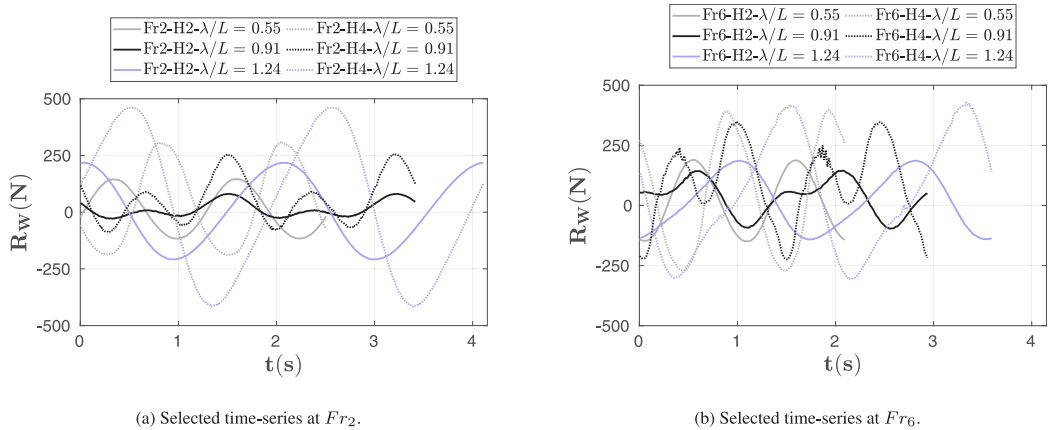 Fr2-H2-λ/L = 0.55 Fr2-H4-λ/L = 0.55
Fr2-H2-λ/L = 0.91 Fr2-H4-λ/L = 0.91
Fr2-H2-λ/L = 1.24 Fr2-H4-λ/L = 1.24
500
250
0
-250
-500
R_W(N)
0 1 2 3 4
t(s)
(a) Selected time-series at Fr_2.
Fr6-H2-λ/L = 0.55 Fr6-H4-λ/L = 0.55
Fr6-H2-λ/L = 0.91 Fr6-H4-λ/L = 0.91
Fr6-H2-λ/L = 1.24 Fr6-H4-λ/L = 1.24
500
250
0
-250
-500
R_W(N)
0 1 2 3 4
t(s)
(b) Selected time-series at Fr_6.